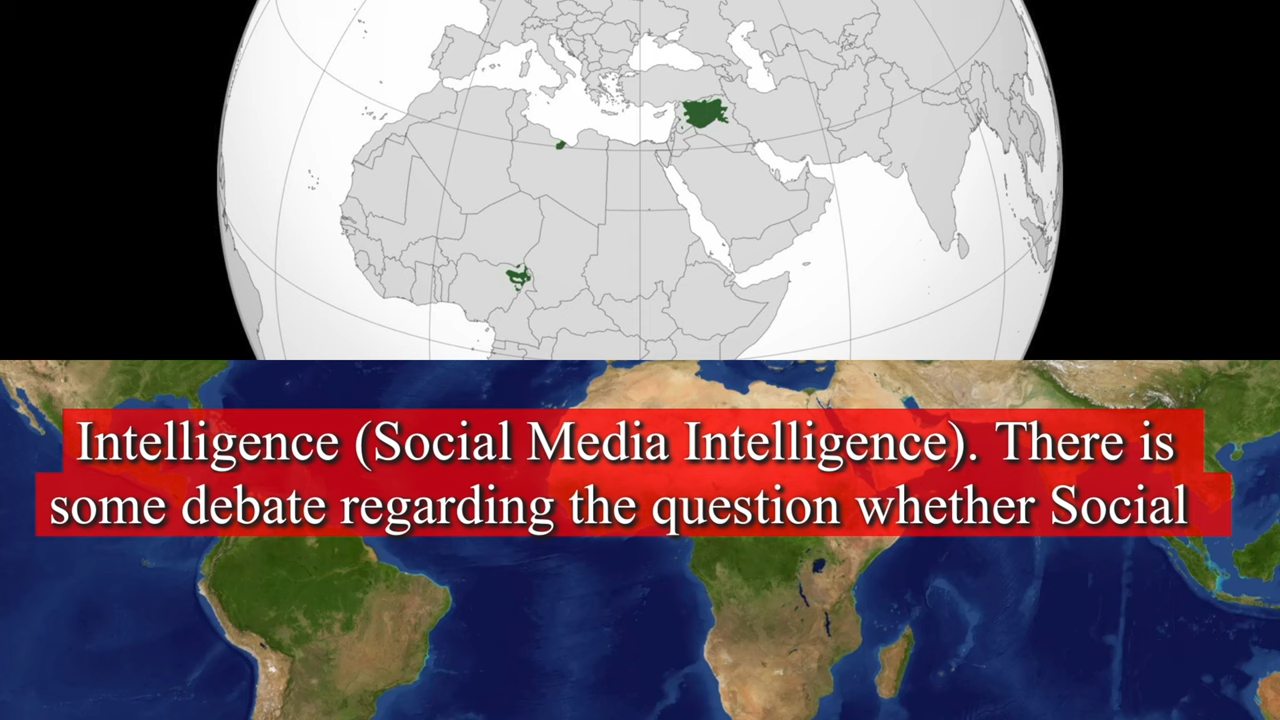 Intelligence (Social Media Intelligence). There is
some debate regarding the question whether Social